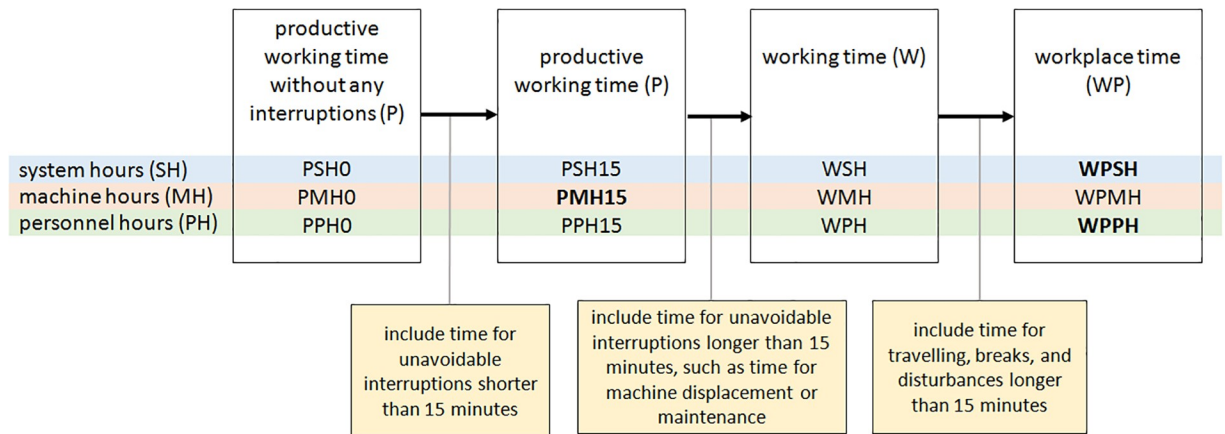 productive
working time
without any
interruptions (P)
productive
working time (P)
working time (W)
workplace time
(WP)
system hours (SH) PSH0 PSH15 WSH WPSH
machine hours (MH) PMH0 PMH15 WMH WPMH
personnel hours (PH) PPH0 PPH15 WPH WPPH
include time for
unavoidable
interruptions shorter
than 15 minutes
include time for unavoidable
interruptions longer than 15
minutes, such as time for
machine displacement or
maintenance
include time for
travelling, breaks, and
disturbances longer
than 15 minutes